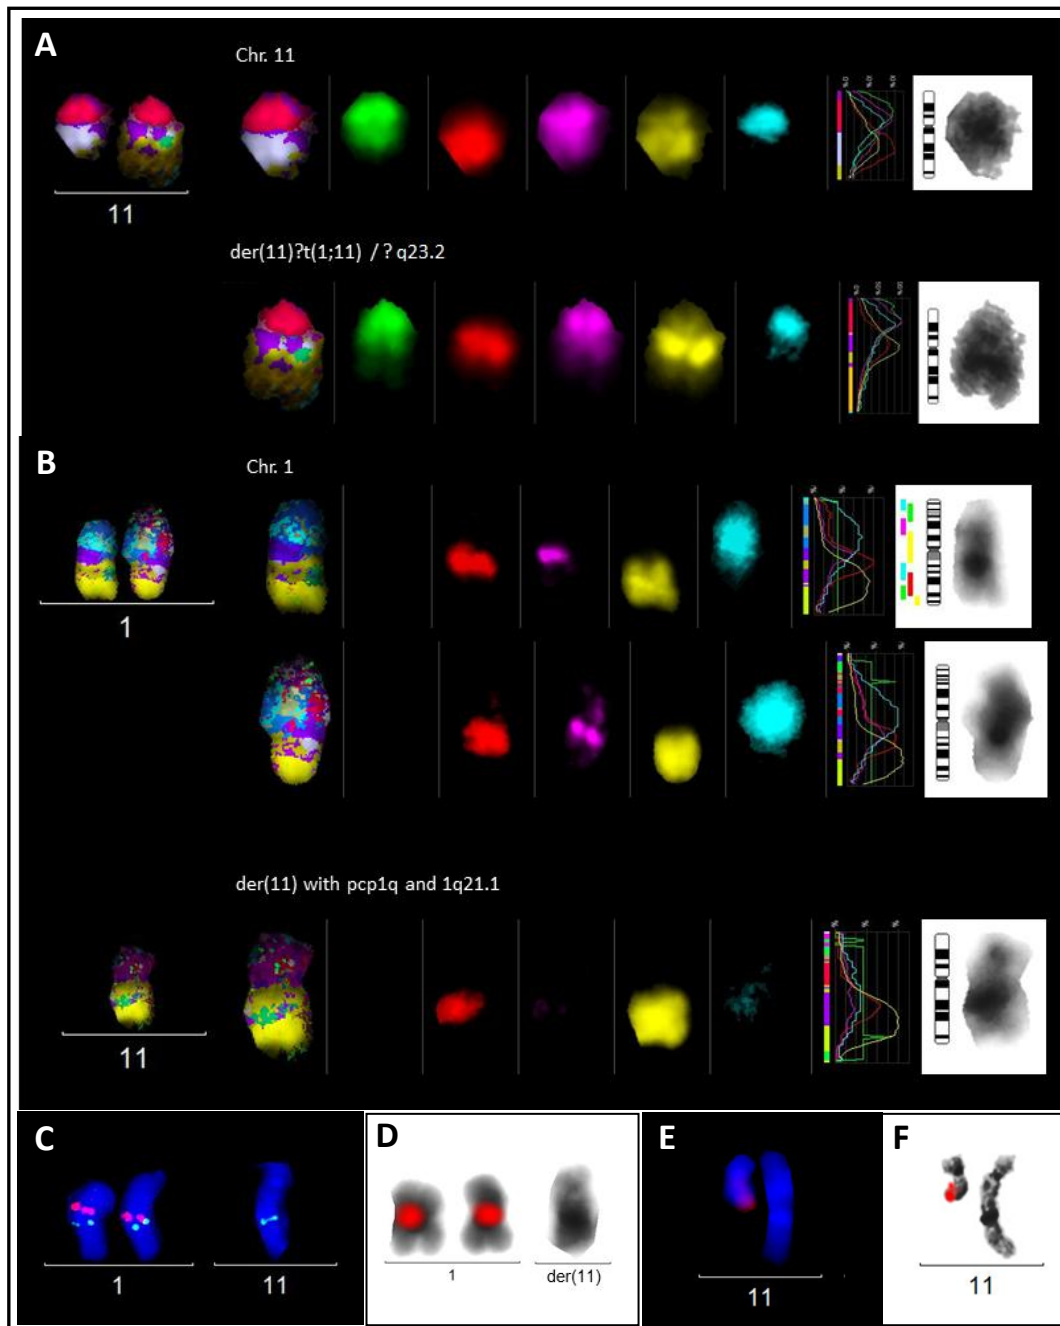 A
Chr. 11
11
der(11)?t(1;11) / ? q23.2
B
Chr. 1
1
der(11) with pcp1q and 1q21.1
11
C
1
11
D
1
der(11)
E
11
F
11